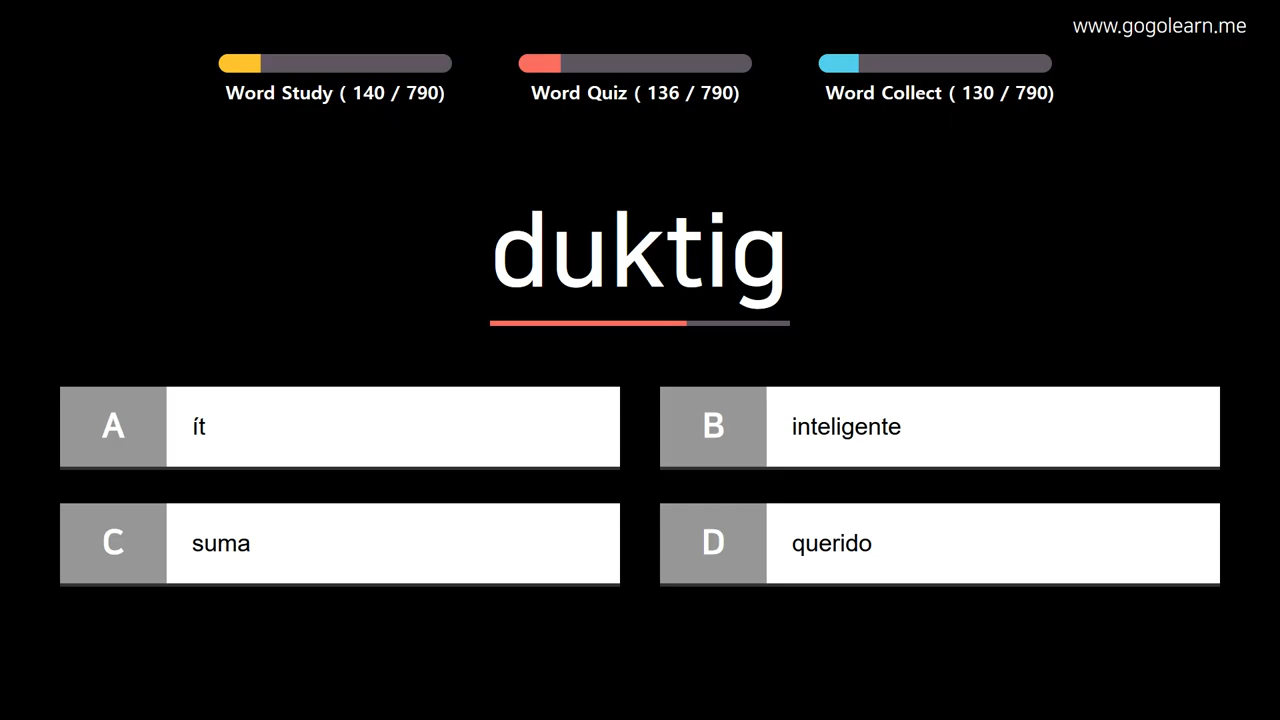 www.gogolearn.me
Word Study ( 140 / 790)
Word Quiz ( 136 / 790)
Word Collect ( 130 / 790)
duktig
A ít
B inteligente
C suma
D querido